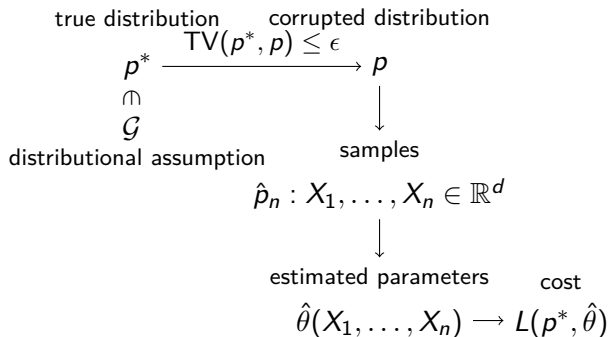 true distribution corrupted distribution
TV(p*, p) ≤ ϵ
p* p
∈
𝒢
distributional assumption
samples
p̂ₙ : X₁, . . . , Xₙ ∈ ℝᵈ
estimated parameters cost
θ̂(X₁, . . . , Xₙ) ⟶ L(p*, θ̂)